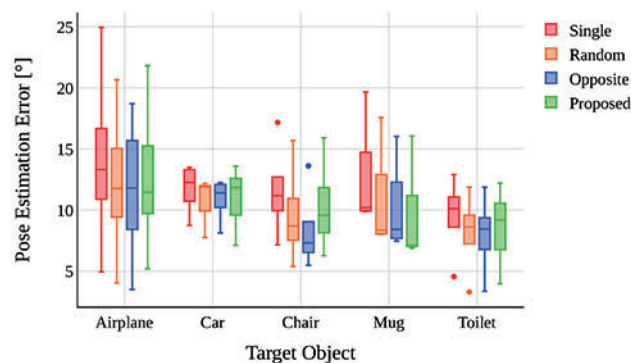 Pose Estimation Error [°]
25
20
15
10
5
Airplane Car Chair Mug Toilet
Target Object
Single
Random
Opposite
Proposed